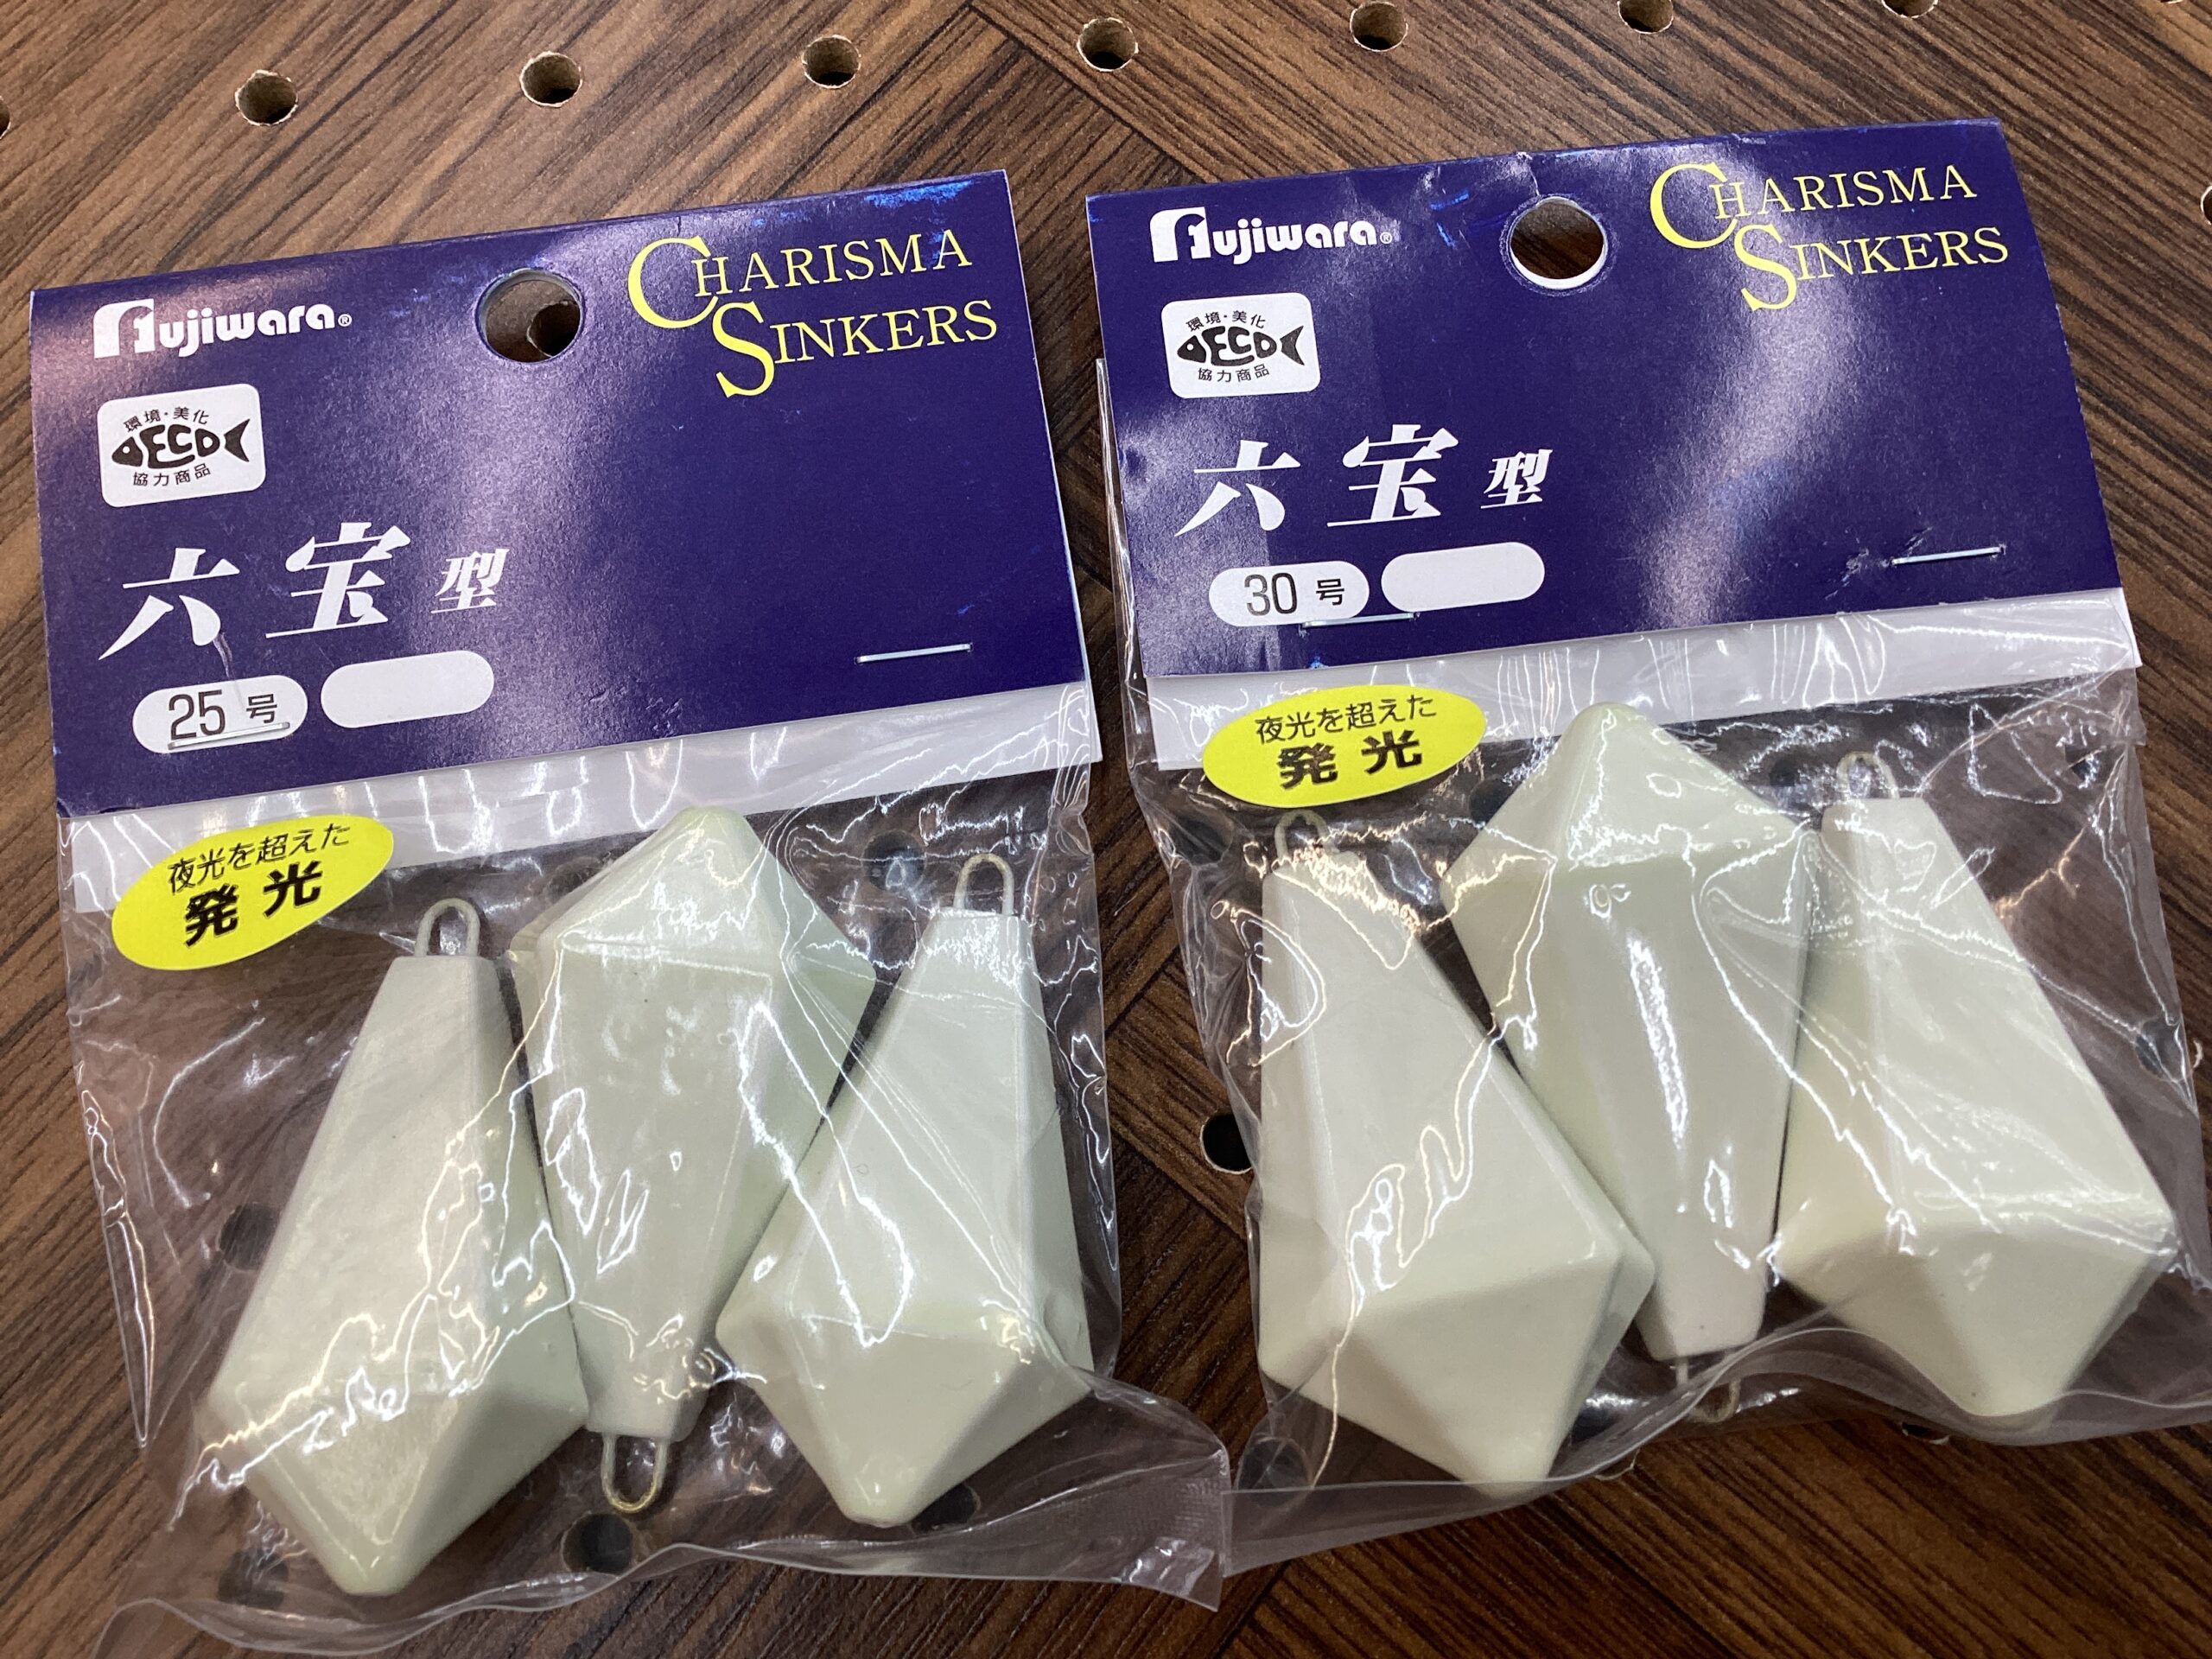 Fujiwara®
CHARISMA
SINKERS
環境・美化
ECO
協力商品
六宝型
25号
夜光を超えた
発光
Fujiwara®
CHARISMA
SINKERS
環境・美化
ECO
協力商品
六宝型
30号
夜光を超えた
発光